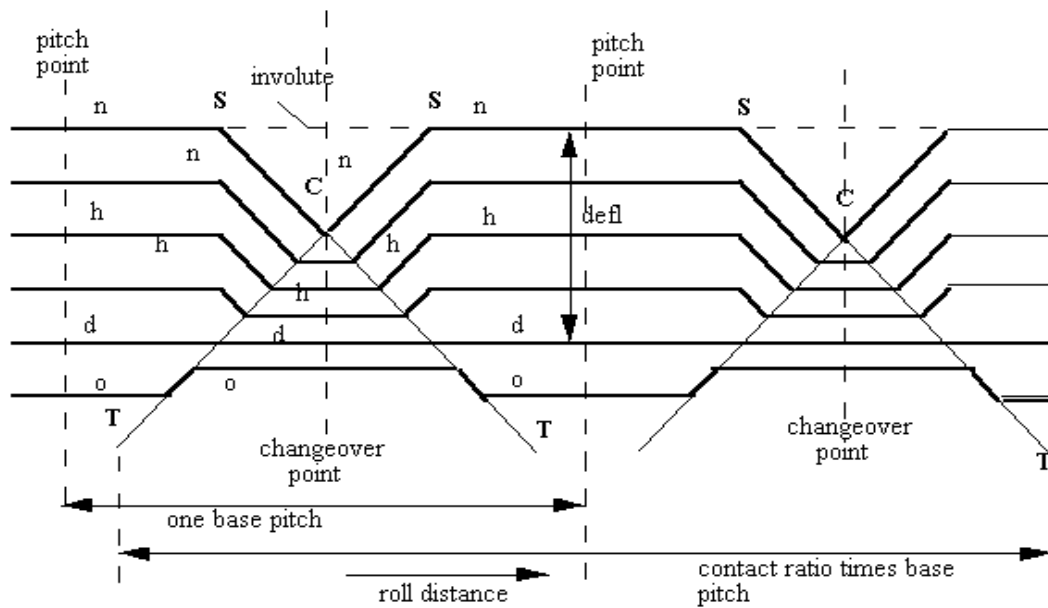 pitch
point
pitch
point
involute
n
S
S
n
S
n
n
C
C
h
h
h
h
defl
h
h
d
d
d
o
o
o
T
T
T
changeover
point
changeover
point
one base pitch
contact ratio times base
pitch
roll distance